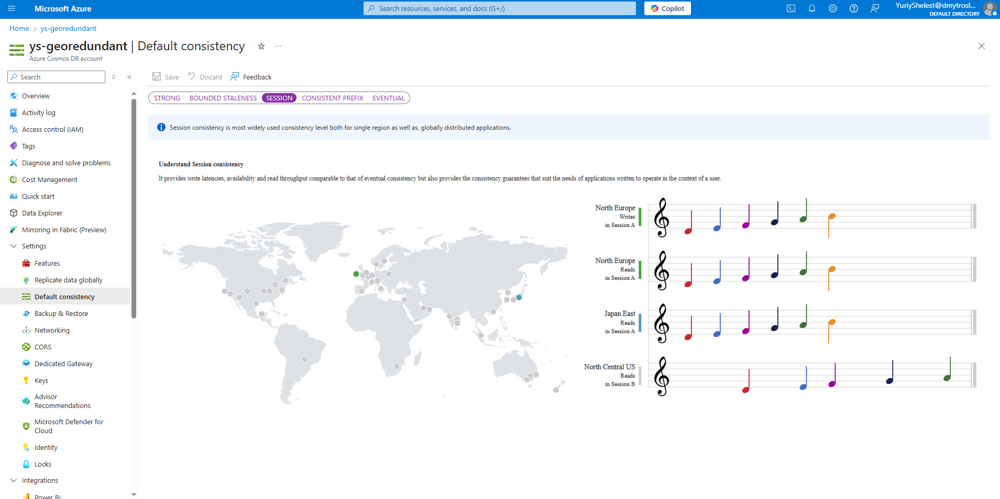 Microsoft Azure
Search resources, services, and docs (G+/)
Copilot
YuriyShelest@dmytrosl...
DEFAULT DIRECTORY
Home > ys-georedundant
ys-georedundant | Default consistency
Azure Cosmos DB account
Search
Save
Discard
Feedback
Overview
Activity log
Access control (IAM)
Tags
Diagnose and solve problems
Cost Management
Quick start
Data Explorer
Mirroring in Fabric (Preview)
Settings
Features
Replicate data globally
Default consistency
Backup & Restore
Networking
CORS
Dedicated Gateway
Keys
Advisor
Recommendations
Microsoft Defender for
Cloud
Identity
Locks
Integrations
Power BI
STRONG
BOUNDED STALENESS
SESSION
CONSISTENT PREFIX
EVENTUAL
Session consistency is most widely used consistency level both for single region as well as, globally distributed applications.
Understand Session consistency
It provides write latencies, availability and read throughput comparable to that of eventual consistency but also provides the consistency guarantees that suit the needs of applications written to operate in the context of a user.
North Europe
Writes
in Session A
North Europe
Reads
in Session A
Japan East
Reads
in Session A
North Central US
Reads
in Session B